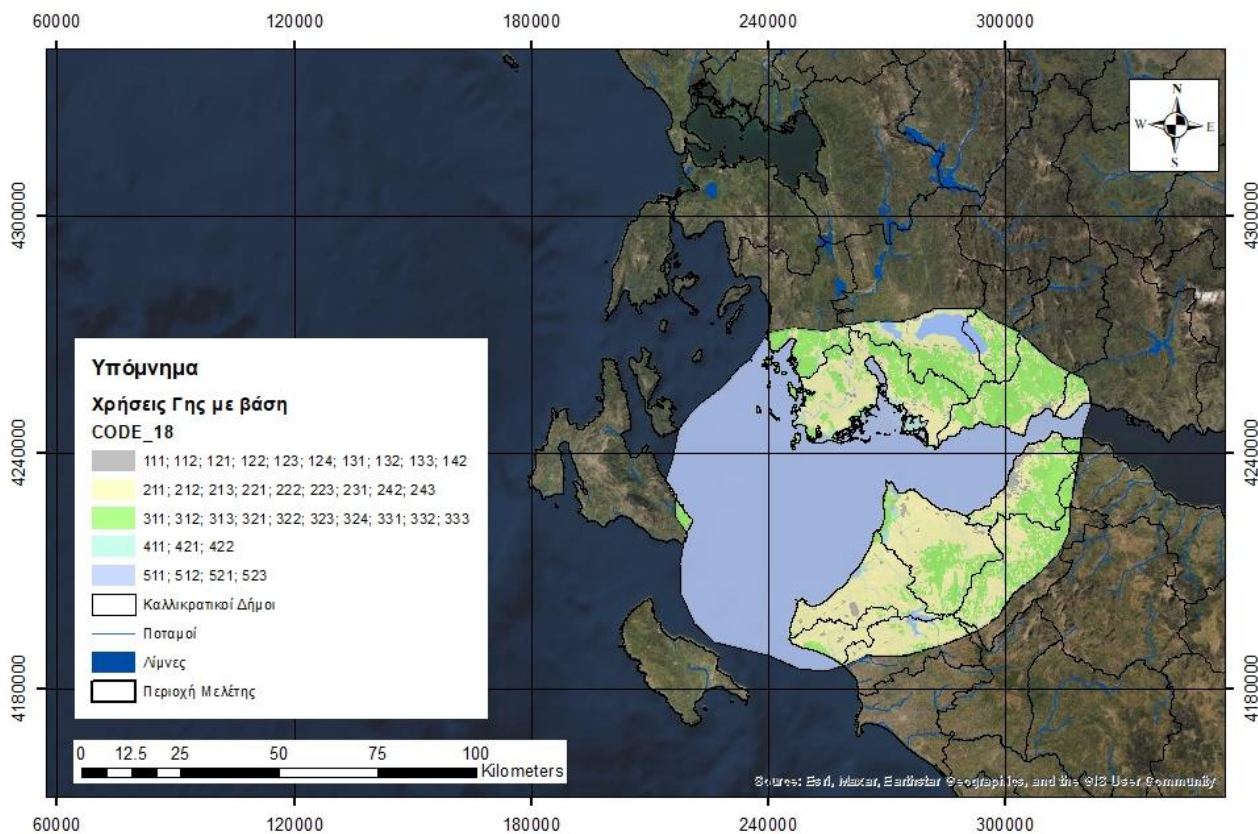 60000 120000 180000 240000 300000
N
W E
S
4300000 4300000
Υπόμνημα
Χρήσεις Γης με βάση
CODE_18
111; 112; 121; 122; 123; 124; 131; 132; 133; 142
211; 212; 213; 221; 222; 223; 231; 242; 243
311; 312; 313; 321; 322; 323; 324; 331; 332; 333
411; 421; 422
511; 512; 521; 523
Καλλικρατικοί Δήμοι
Ποταμοί
Λίμνες
Περιοχή Μελέτης
4240000 4240000
4180000 4180000
0 12.5 25 50 75 100
Kilometers
Source: Esri, Maxar, Earthstar Geographics, and the GIS User Community
60000 120000 180000 240000 300000